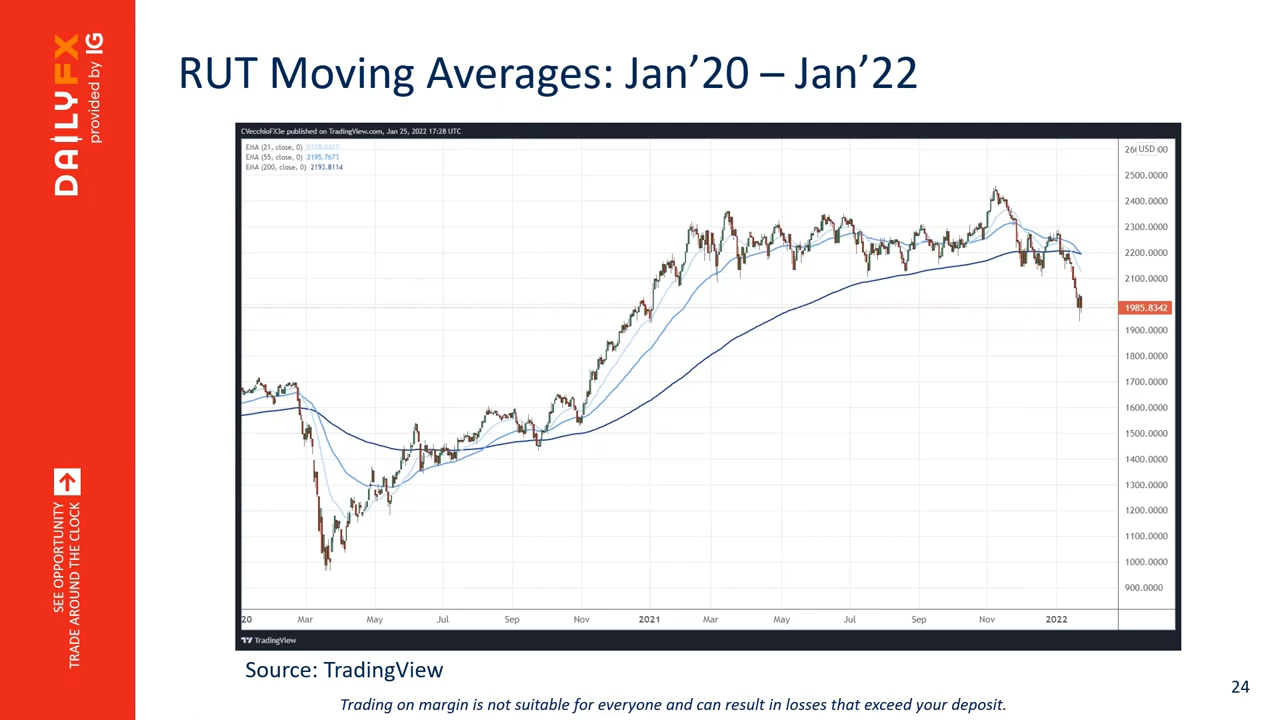 DAILYFX
provided by IG
SEE OPPORTUNITY
TRADE AROUND THE CLOCK
RUT Moving Averages: Jan’20 – Jan’22
CVecchioFX3e published on TradingView.com, Jan 25, 2022 17:28 UTC
EMA (21, close, 0)
EMA (55, close, 0) 2195.7673
EMA (200, close, 0) 2193.8114
USD
2500.0000
2400.0000
2300.0000
2200.0000
2100.0000
1985.8342
1900.0000
1800.0000
1700.0000
1600.0000
1500.0000
1400.0000
1300.0000
1200.0000
1100.0000
1000.0000
900.0000
20 Mar May Jul Sep Nov 2021 Mar May Jul Sep Nov 2022
TradingView
Source: TradingView
Trading on margin is not suitable for everyone and can result in losses that exceed your deposit.
24